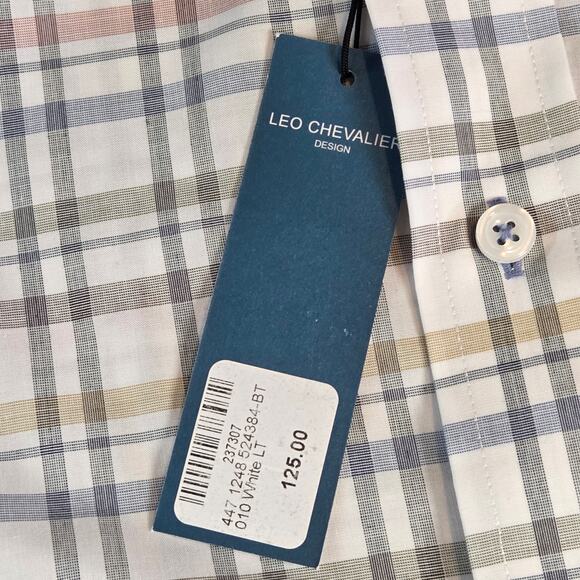 LEO CHEVALIER
DESIGN
237307
447 1248 524384-BT
010 White LT
125.00